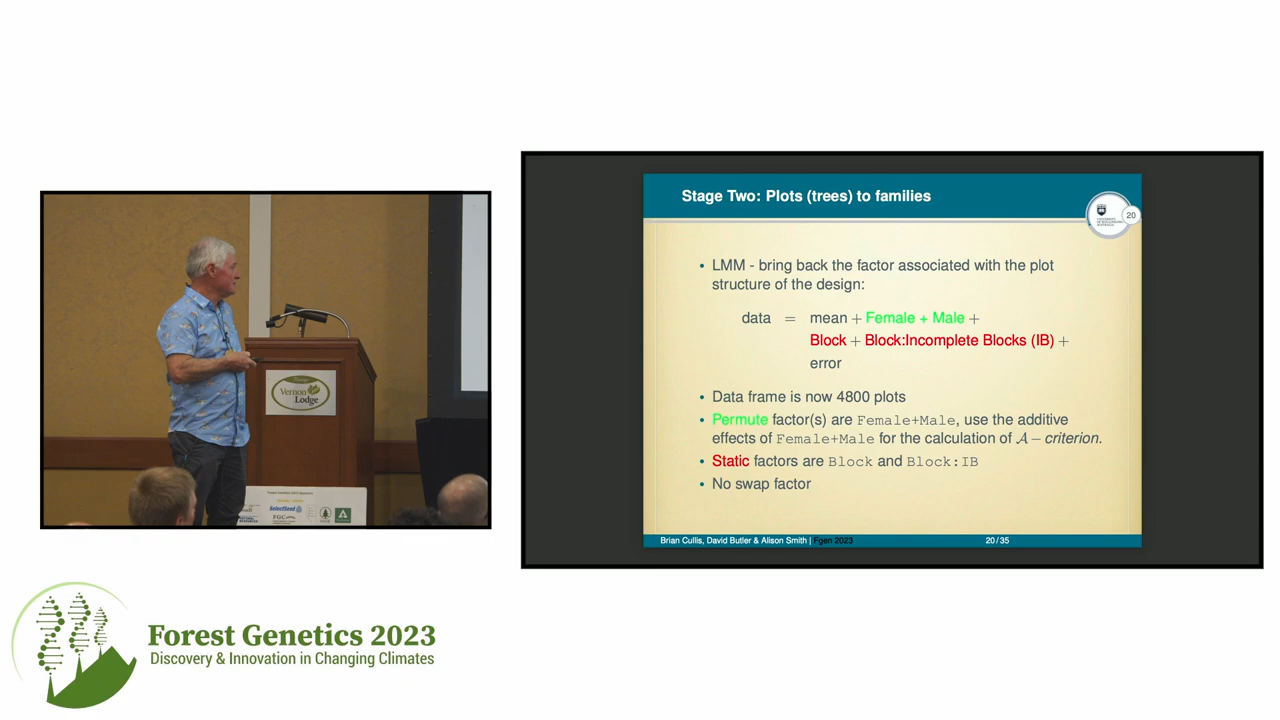 Stage Two: Plots (trees) to families
20
• LMM - bring back the factor associated with the plot
structure of the design:
data = mean + Female + Male +
Block + Block:Incomplete Blocks (IB) +
error
• Data frame is now 4800 plots
• Permute factor(s) are Female+Male, use the additive
effects of Female+Male for the calculation of A − criterion.
• Static factors are Block and Block:IB
• No swap factor
Brian Cullis, David Butler & Alison Smith | Fgen 2023
20/35
Vernon
Lodge
SelectSeed
FGC
Forest Genetics 2023
Discovery & Innovation in Changing Climates